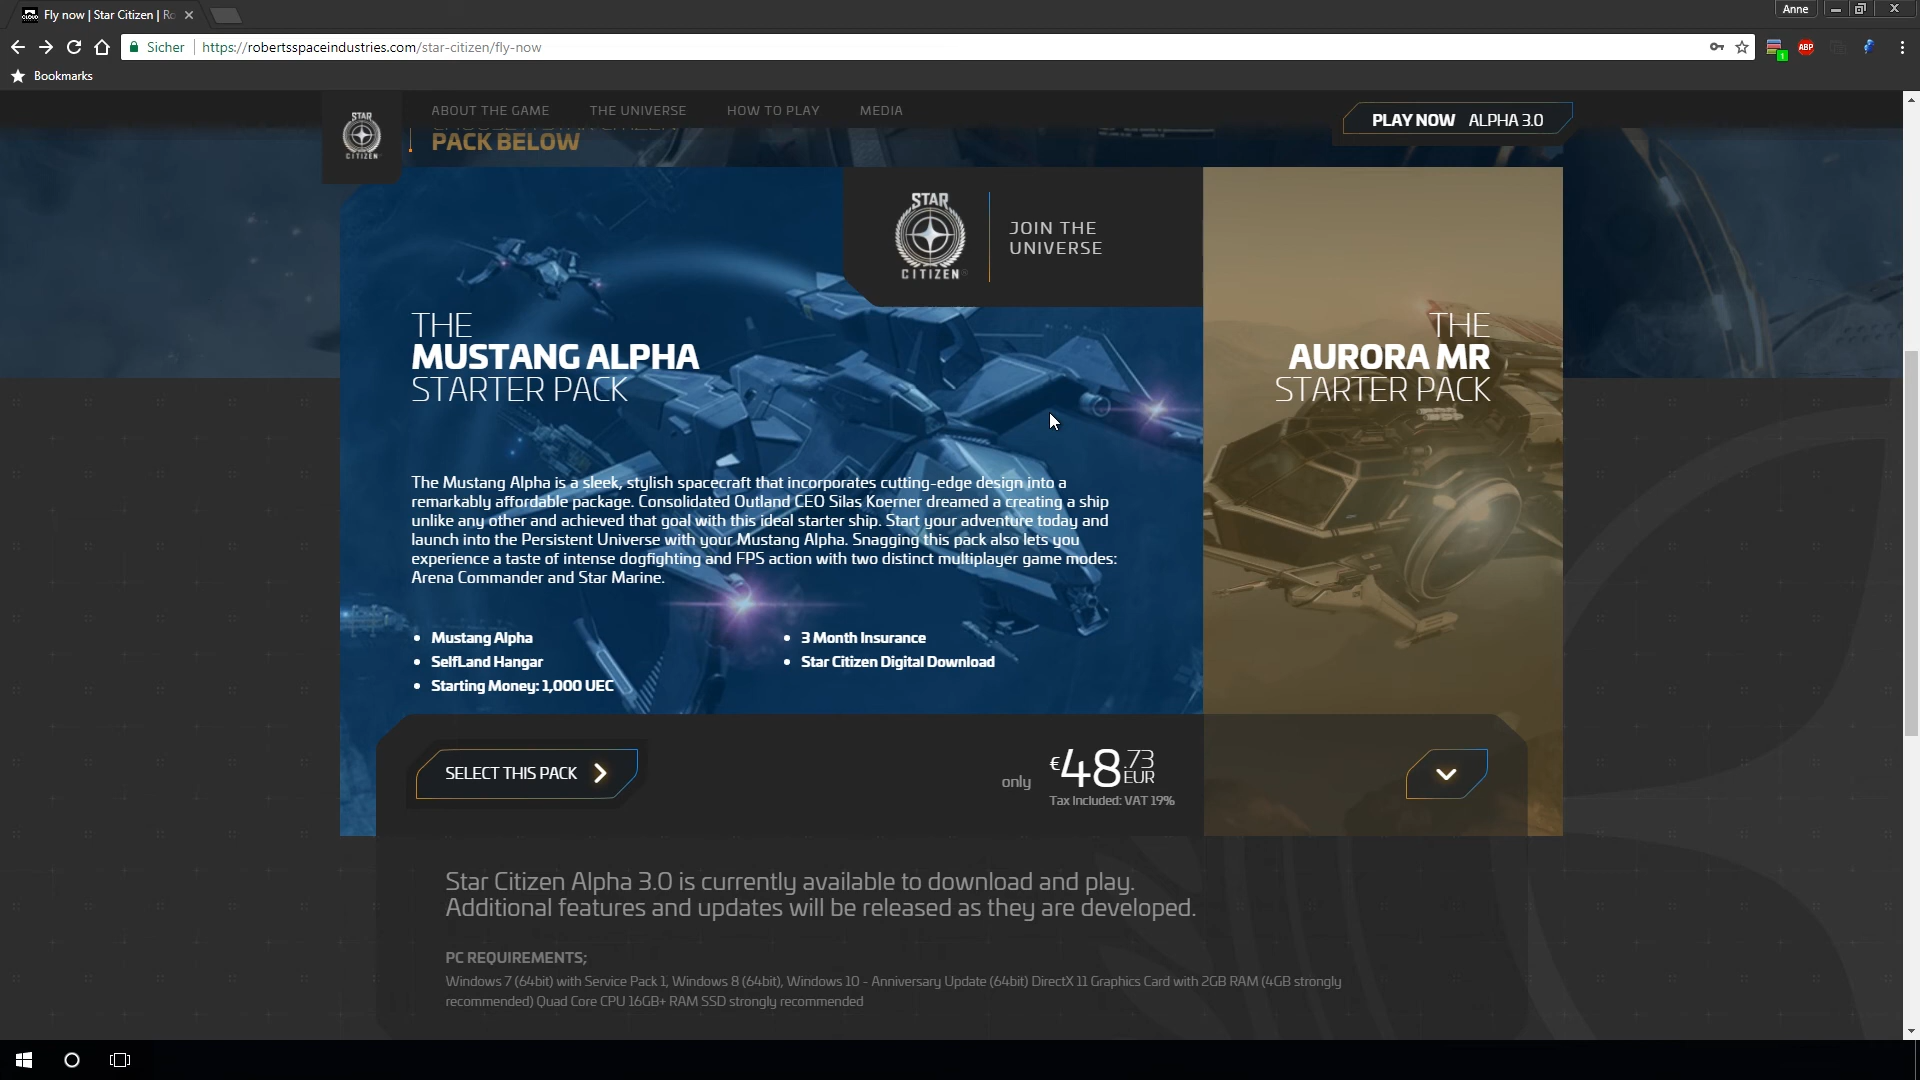 Fly now | Star Citizen | Ro
Anne
Sicher
https://robertsspaceindustries.com/star-citizen/fly-now
ABP
1
Bookmarks
STAR
CITIZEN
ABOUT THE GAME
THE UNIVERSE
HOW TO PLAY
MEDIA
PLAY NOW ALPHA 3.0
PACK BELOW
STAR
CITIZEN
JOIN THE
UNIVERSE
THE
MUSTANG ALPHA
STARTER PACK
THE
AURORA MR
STARTER PACK
The Mustang Alpha is a sleek, stylish spacecraft that incorporates cutting-edge design into a
remarkably affordable package. Consolidated Outland CEO Silas Koerner dreamed a creating a ship
unlike any other and achieved that goal with this ideal starter ship. Start your adventure today and
launch into the Persistent Universe with your Mustang Alpha. Snagging this pack also lets you
experience a taste of intense dogfighting and FPS action with two distinct multiplayer game modes:
Arena Commander and Star Marine.
• Mustang Alpha
• SelfLand Hangar
• Starting Money: 1,000 UEC
• 3 Month Insurance
• Star Citizen Digital Download
SELECT THIS PACK
only
€48.73 EUR
Tax Included: VAT 19%
Star Citizen Alpha 3.0 is currently available to download and play.
Additional features and updates will be released as they are developed.
PC REQUIREMENTS;
Windows 7 (64bit) with Service Pack 1, Windows 8 (64bit), Windows 10 - Anniversary Update (64bit) DirectX 11 Graphics Card with 2GB RAM (4GB strongly
recommended) Quad Core CPU 16GB+ RAM SSD strongly recommended